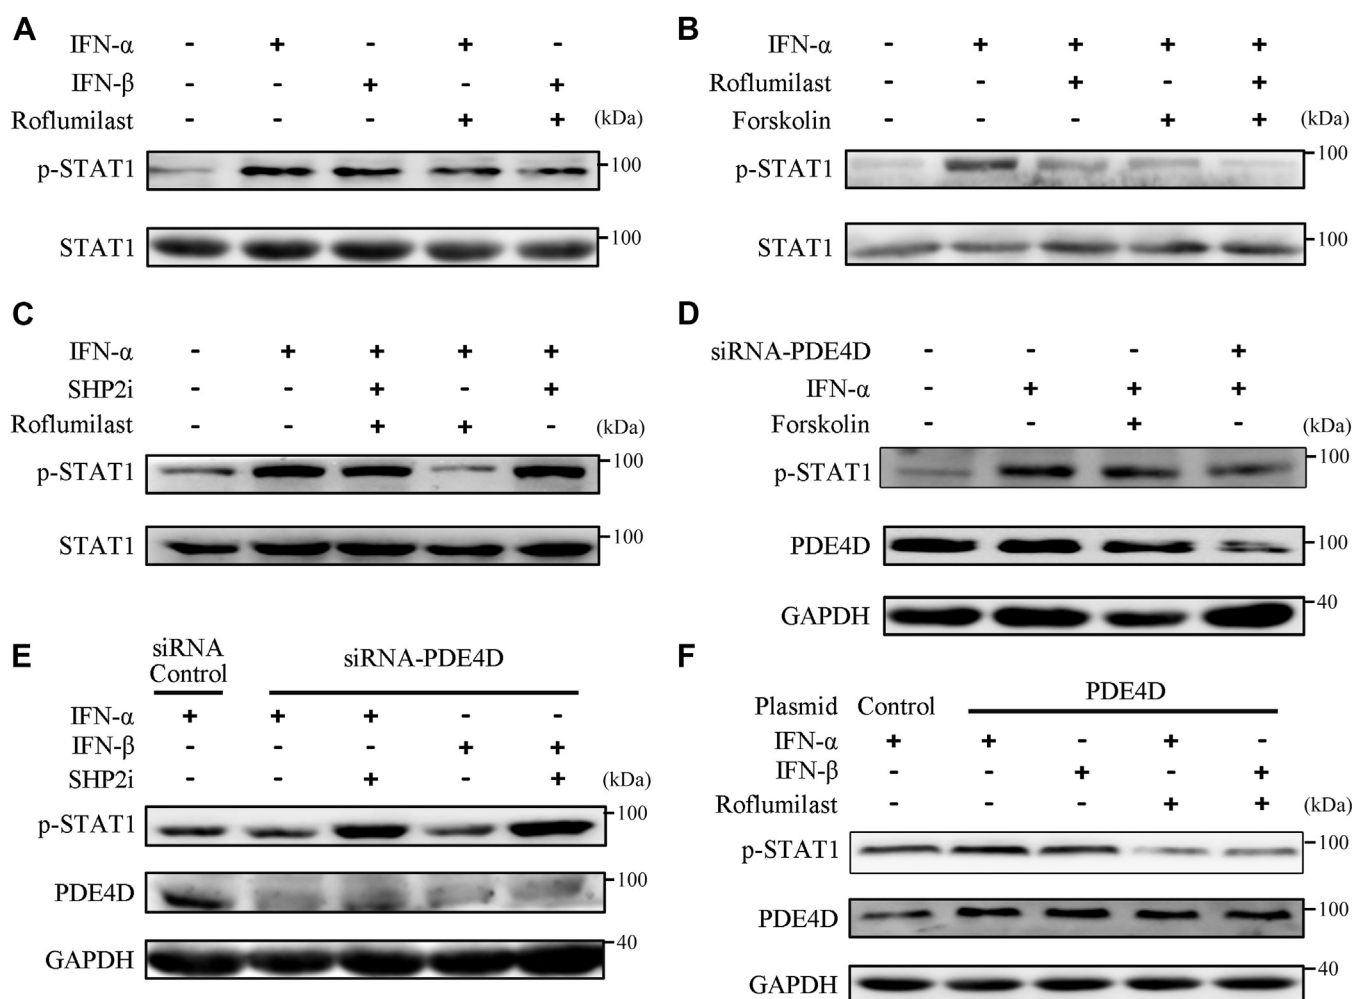 A
IFN-α - + - + -
IFN-β - - + - +
Roflumilast - - - + + (kDa)
p-STAT1 100
STAT1 100
B
IFN-α - + + + +
Roflumilast - - + - +
Forskolin - - - + + (kDa)
p-STAT1 100
STAT1 100
C
IFN-α - + + + +
SHP2i - - + - +
Roflumilast - - + + - (kDa)
p-STAT1 100
STAT1 100
D
siRNA-PDE4D - - - +
IFN-α - + + +
Forskolin - - + - (kDa)
p-STAT1 100
PDE4D 100
GAPDH 40
E
siRNA
Control
siRNA-PDE4D
IFN-α + + + - -
IFN-β - - - + +
SHP2i - - + - + (kDa)
p-STAT1 100
PDE4D 100
GAPDH 40
F
PDE4D
Plasmid Control
IFN-α + + - + -
IFN-β - - + - +
Roflumilast - - - + + (kDa)
p-STAT1 100
PDE4D 100
GAPDH 40